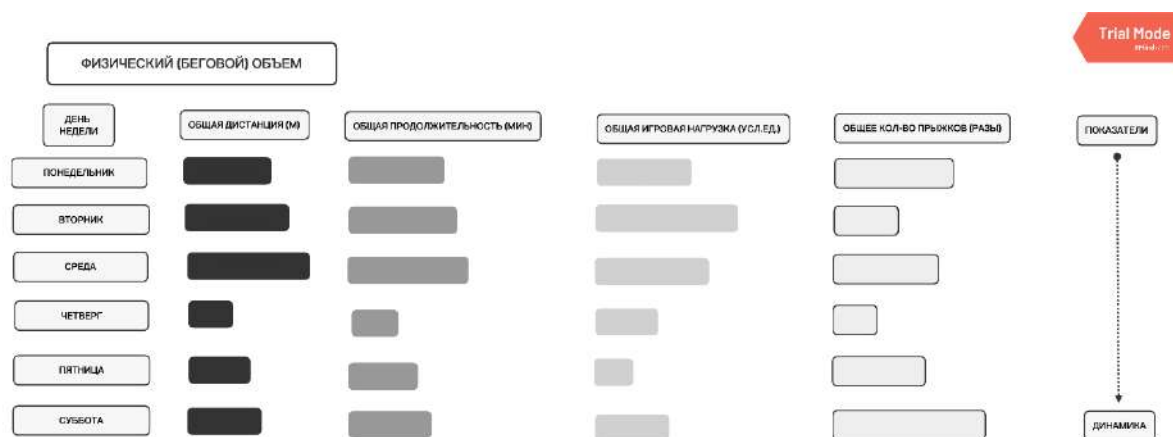 Trial Mode
ФИЗИЧЕСКИЙ (БЕГОВОЙ) ОБЪЕМ
ДЕНЬ
НЕДЕЛИ
ОБЩАЯ ДИСТАНЦИЯ (М)
ОБЩАЯ ПРОДОЛЖИТЕЛЬНОСТЬ (МИН)
ОБЩАЯ ИГРОВАЯ НАГРУЗКА (УСЛ.ЕД.)
ОБЩЕЕ КОЛ-ВО ПРЫЖКОВ (РАЗЫ)
ПОКАЗАТЕЛИ
ПОНЕДЕЛЬНИК
ВТОРНИК
СРЕДА
ЧЕТВЕРГ
ПЯТНИЦА
СУББОТА
ДИНАМИКА